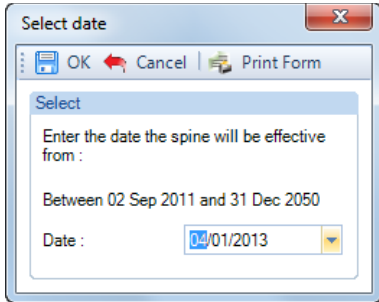 Select date
OK Cancel Print Form
Select
Enter the date the spine will be effective
from :
Between 02 Sep 2011 and 31 Dec 2050
Date : 04/01/2013